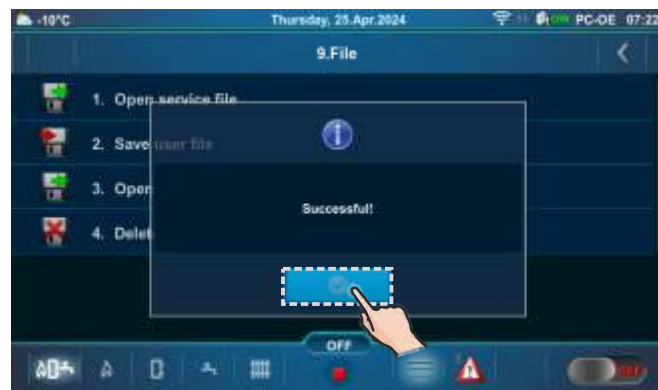 -10°C Thursday, 25.Apr.2024 PC-OE 07:22
9.File
1. Open service file
2. Save user file
3. Open
4. Delet
Successful!
OFF
OFF